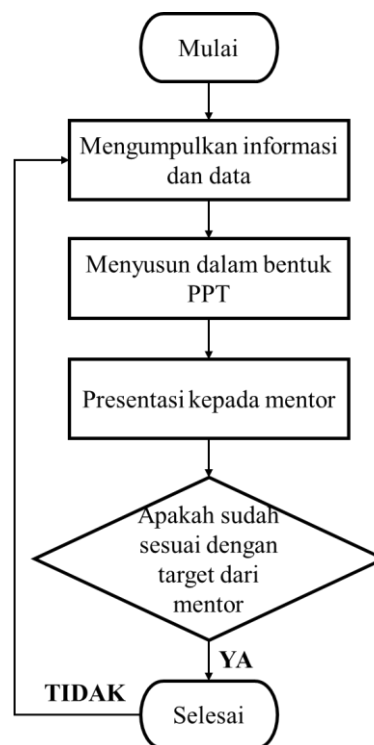 Mulai
Mengumpulkan informasi
dan data
Menyusun dalam bentuk
PPT
Presentasi kepada mentor
Apakah sudah
sesuai dengan
target dari
mentor
YA
TIDAK
Selesai